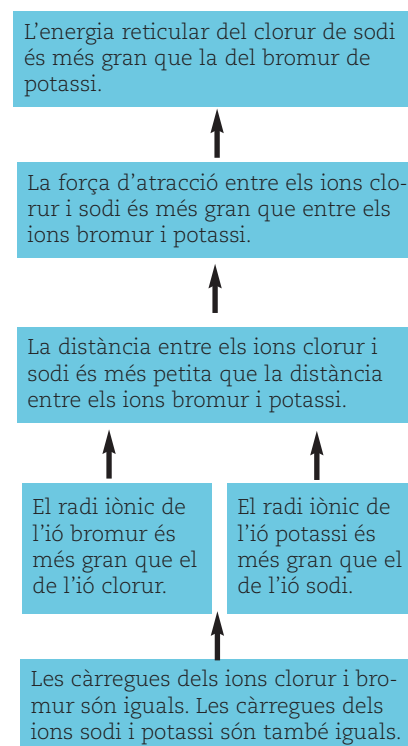 L’energia reticular del clorur de sodi
és més gran que la del bromur de
potassi.
La força d’atracció entre els ions clo-
rur i sodi és més gran que entre els
ions bromur i potassi.
La distància entre els ions clorur i
sodi és més petita que la distància
entre els ions bromur i potassi.
El radi iònic de
l’ió bromur és
més gran que el
de l’ió clorur.
El radi iònic de
l’ió potassi és
més gran que el
de l’ió sodi.
Les càrregues dels ions clorur i bro-
mur són iguals. Les càrregues dels
ions sodi i potassi són també iguals.